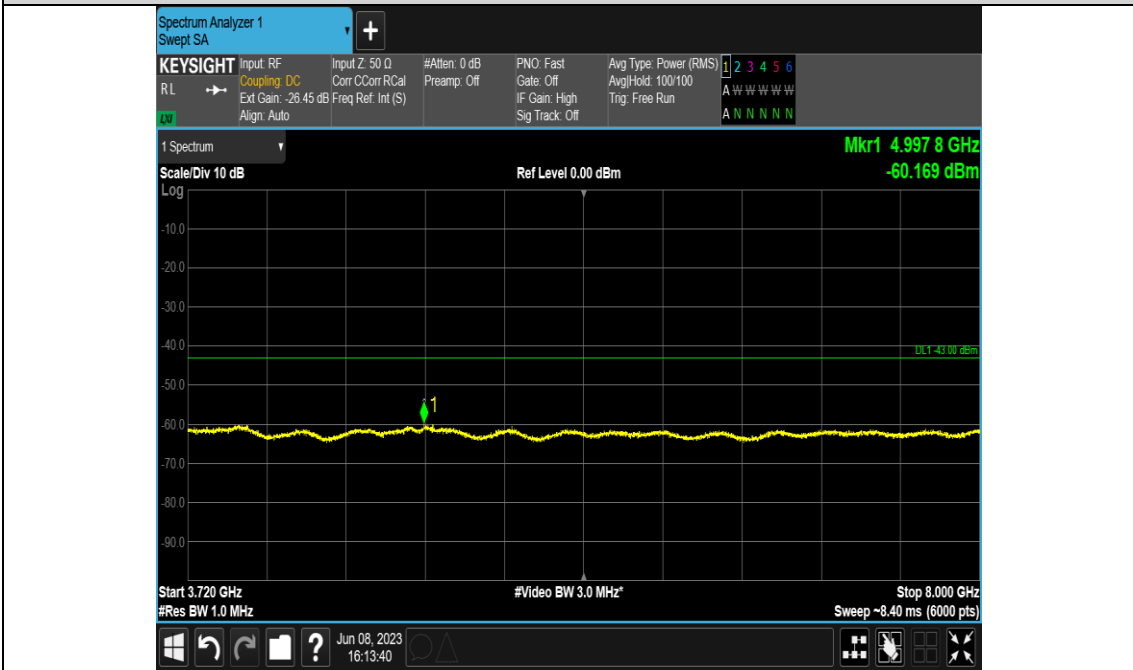 Spectrum Analyzer 1
Swept SA
+
KEYSIGHT
RL
LXI
Input: RF
Coupling: DC
Ext Gain: -26.45 dB
Align: Auto
Input Z: 50 Ω
Corr CCorr RCal
Freq Ref: Int (S)
#Atten: 0 dB
Preamp: Off
PNO: Fast
Gate: Off
IF Gain: High
Sig Track: Off
Avg Type: Power (RMS)
Avg|Hold: 100/100
Trig: Free Run
1 2 3 4 5 6
A W W W W W
A N N N N N
1 Spectrum
Mkr1 4.997 8 GHz
Scale/Div 10 dB
Ref Level 0.00 dBm
-60.169 dBm
Log
-10.0
-20.0
-30.0
-40.0
DL1 -43.00 dBm
-50.0
1
-60.0
-70.0
-80.0
-90.0
Start 3.720 GHz
#Video BW 3.0 MHz*
Stop 8.000 GHz
#Res BW 1.0 MHz
Sweep ~8.40 ms (6000 pts)
?
Jun 08, 2023
16:13:40